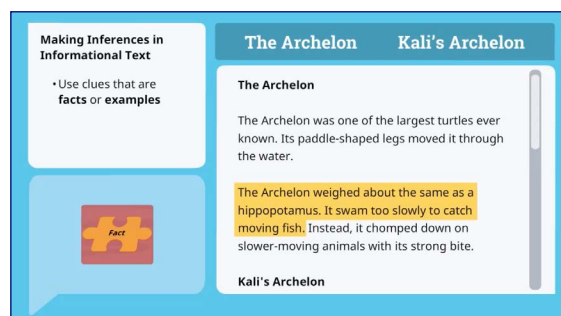 Making Inferences in
Informational Text
•Use clues that are
facts or examples
Fact
The Archelon Kali's Archelon
The Archelon
The Archelon was one of the largest turtles ever
known. Its paddle-shaped legs moved it through
the water.
The Archelon weighed about the same as a
hippopotamus. It swam too slowly to catch
moving fish. Instead, it chomped down on
slower-moving animals with its strong bite.
Kali's Archelon